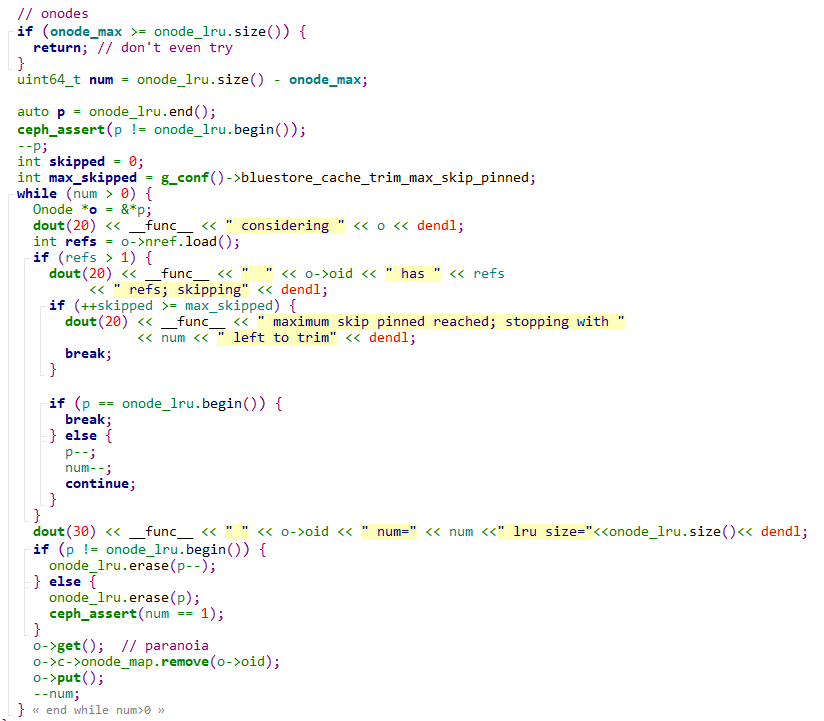 // onodes
if (onode_max >= onode_lru.size()) {
return; // don't even try
}
uint64_t num = onode_lru.size() - onode_max;
auto p = onode_lru.end();
ceph_assert(p != onode_lru.begin());
--p;
int skipped = 0;
int max_skipped = g_conf()->bluestore_cache_trim_max_skip_pinned;
while (num > 0) {
Onode *o = &*p;
dout(20) << __func__ << " considering " << o << dendl;
int refs = o->nref.load();
if (refs > 1) {
dout(20) << __func__ << "  " << o->oid << " has " << refs
<< " refs; skipping" << dendl;
if (++skipped >= max_skipped) {
dout(20) << __func__ << " maximum skip pinned reached; stopping with "
<< num << " left to trim" << dendl;
break;
}
if (p == onode_lru.begin()) {
break;
} else {
p--;
num--;
continue;
}
}
dout(30) << __func__ << " " << o->oid << " num=" << num <<" lru size="<<onode_lru.size()<< dendl;
if (p != onode_lru.begin()) {
onode_lru.erase(p--);
} else {
onode_lru.erase(p);
ceph_assert(num == 1);
}
o->get();  // paranoia
o->c->onode_map.remove(o->oid);
o->put();
--num;
} « end while num>0 »